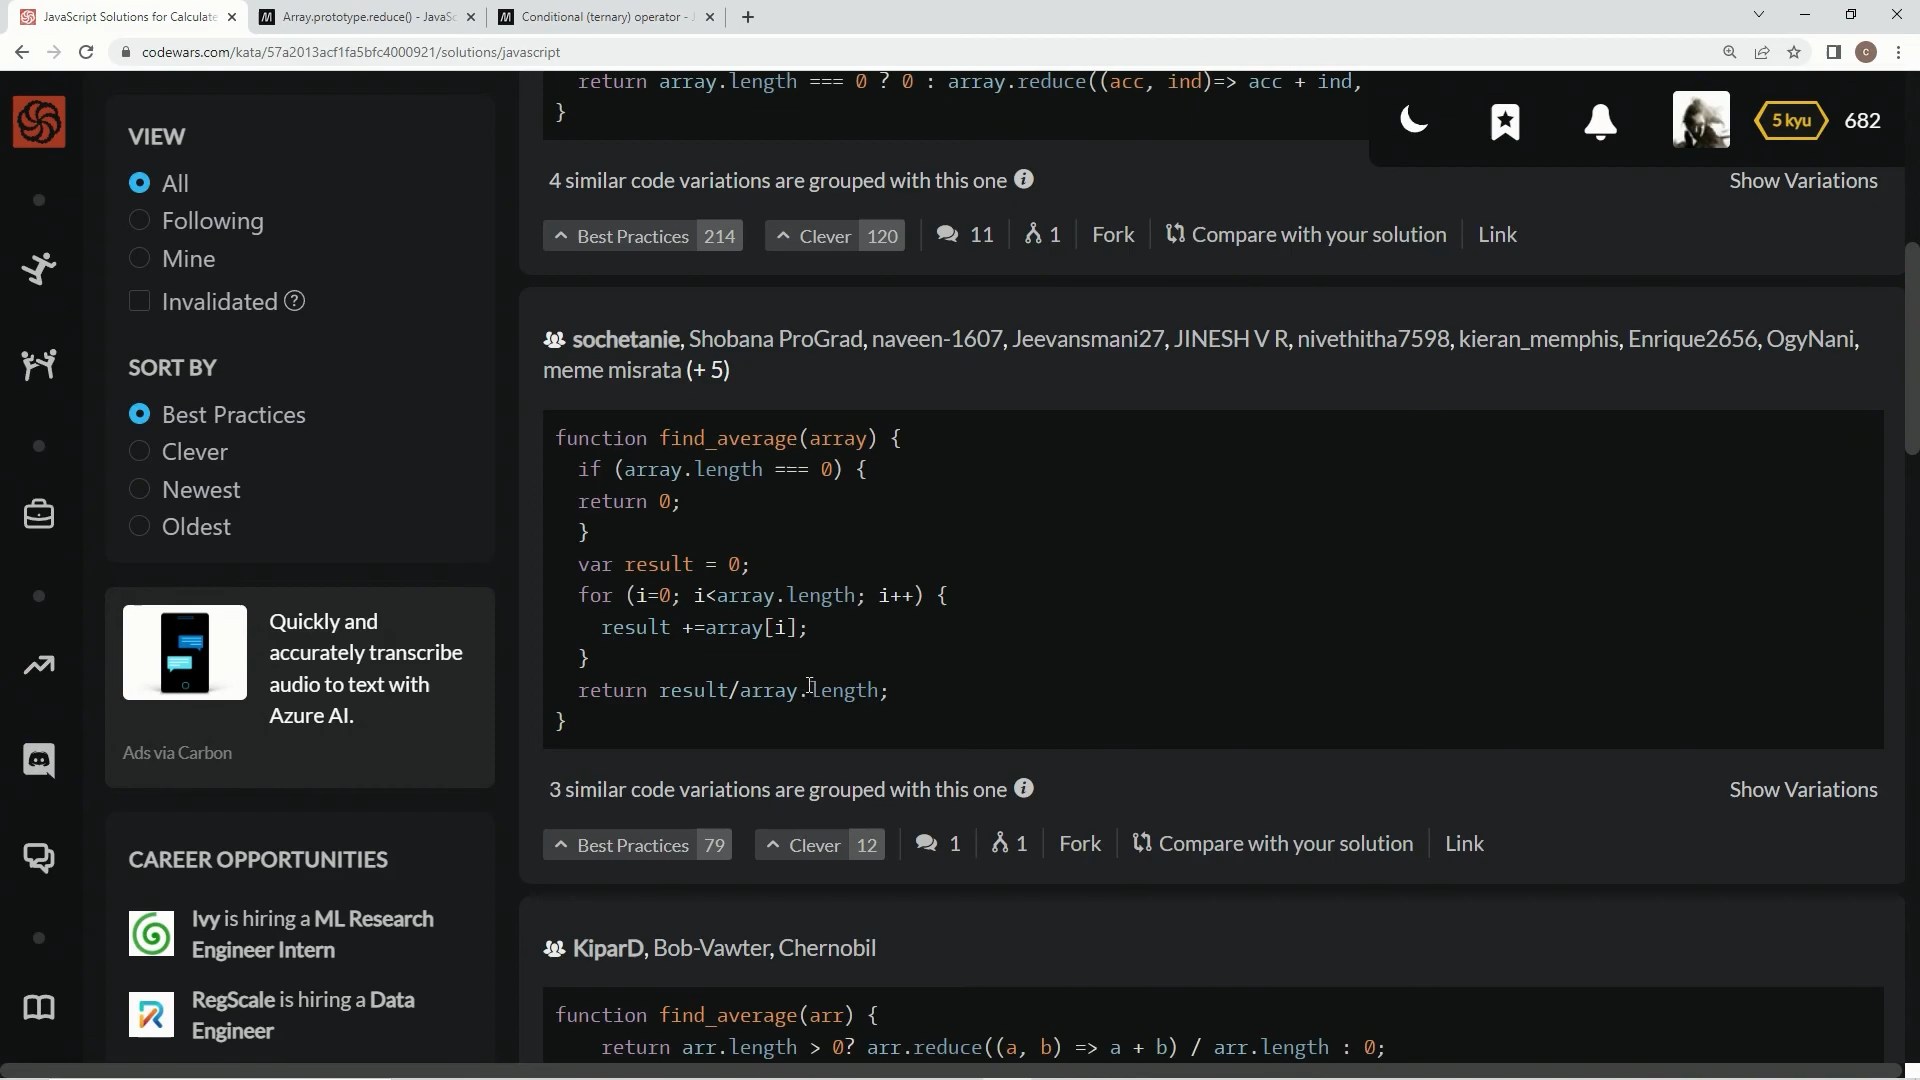 JavaScript Solutions for Calculate
Array.prototype.reduce() - JavaSc
Conditional (ternary) operator - J
codewars.com/kata/57a2013acf1fa5bfc4000921/solutions/javascript
c
5 kyu
682
VIEW
All
Following
Mine
Invalidated
SORT BY
Best Practices
Clever
Newest
Oldest
Quickly and
accurately transcribe
audio to text with
Azure AI.
Ads via Carbon
CAREER OPPORTUNITIES
Ivy is hiring a ML Research
Engineer Intern
RegScale is hiring a Data
Engineer
return array.length === 0 ? 0 : array.reduce((acc, ind)=> acc + ind,
}
4 similar code variations are grouped with this one
Show Variations
Best Practices 214 Clever 120 11 1 Fork Compare with your solution Link
sochetanie, Shobana ProGrad, naveen-1607, Jeevansmani27, JINESH V R, nivethitha7598, kieran_memphis, Enrique2656, OgyNani,
meme misrata (+ 5)
function find_average(array) {
if (array.length === 0) {
return 0;
}
var result = 0;
for (i=0; i<array.length; i++) {
result +=array[i];
}
return result/array.length;
}
3 similar code variations are grouped with this one
Show Variations
Best Practices 79 Clever 12 1 1 Fork Compare with your solution Link
KiparD, Bob-Vawter, Chernobil
function find_average(arr) {
return arr.length > 0? arr.reduce((a, b) => a + b) / arr.length : 0;